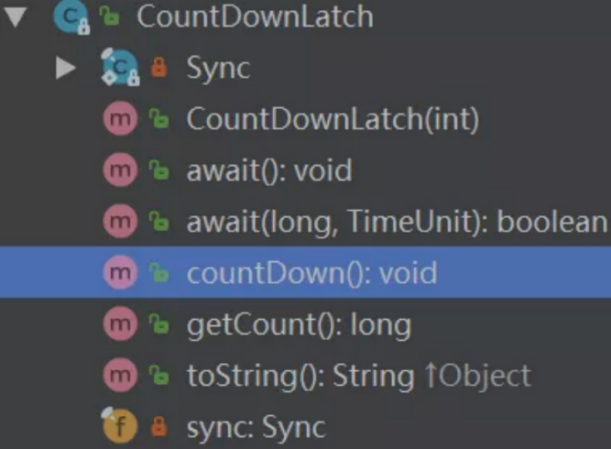 CountDownLatch
Sync
CountDownLatch(int)
await(): void
await(long, TimeUnit): boolean
countDown(): void
getCount(): long
toString(): String ↑Object
sync: Sync